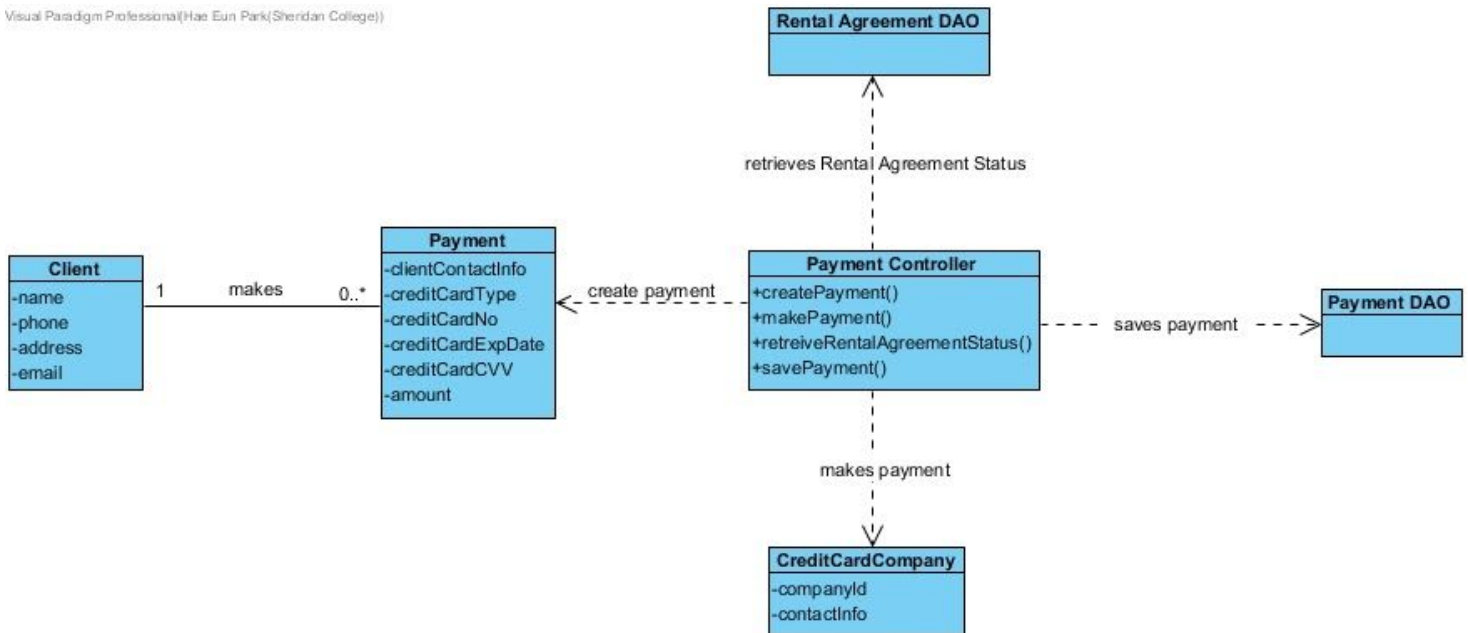 Visual Paradigm Professional(Hae Eun Park(Sheridan College))
Rental Agreement DAO
retrieves Rental Agreement Status
Client
-name
-phone
-address
-email
1
makes
0..*
Payment
-clientContactInfo
-creditCardType
-creditCardNo
-creditCardExpDate
-creditCardCVV
-amount
create payment
Payment Controller
+createPayment()
+makePayment()
+retreiveRentalAgreementStatus()
+savePayment()
saves payment
Payment DAO
makes payment
CreditCardCompany
-companyId
-contactInfo